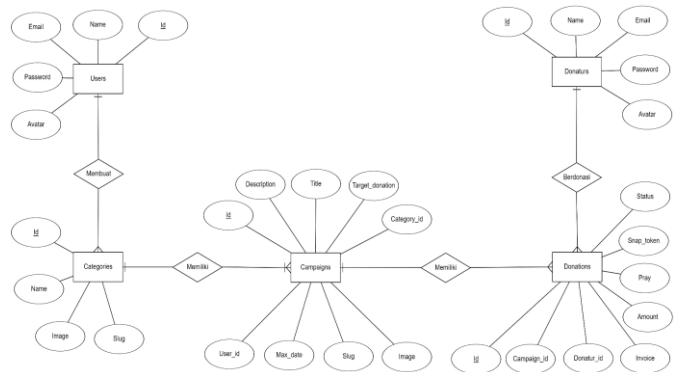 Email
Name
Id
Password
Users
Avatar
Id
Name
Email
Donaturs
Password
Avatar
Membuat
Berdonasi
Description
Title
Target_donation
Status
Id
Id
Category_id
Snap_token
Categories
Memiliki
Campaigns
Memiliki
Donations
Name
Pray
Image
Slug
Amount
User_id
Max_date
Slug
Image
Id
Campaign_id
Donatur_id
Invoice